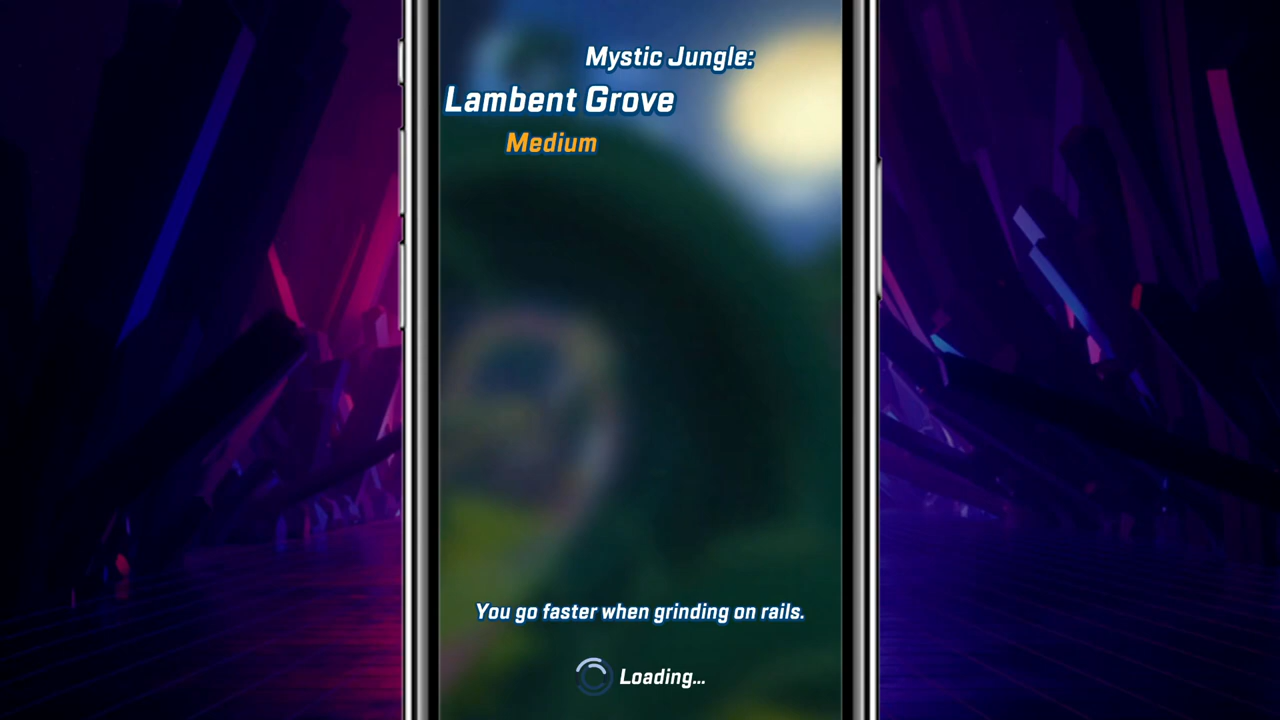 Mystic Jungle:
Lambent Grove
Medium
You go faster when grinding on rails.
Loading...